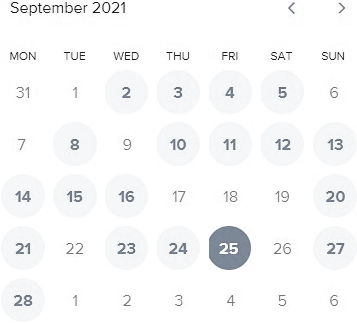 September 2021
MON TUE WED THU FRI SAT SUN
31 1 2 3 4 5 6
7 8 9 10 11 12 13
14 15 16 17 18 19 20
21 22 23 24 25 26 27
28 1 2 3 4 5 6